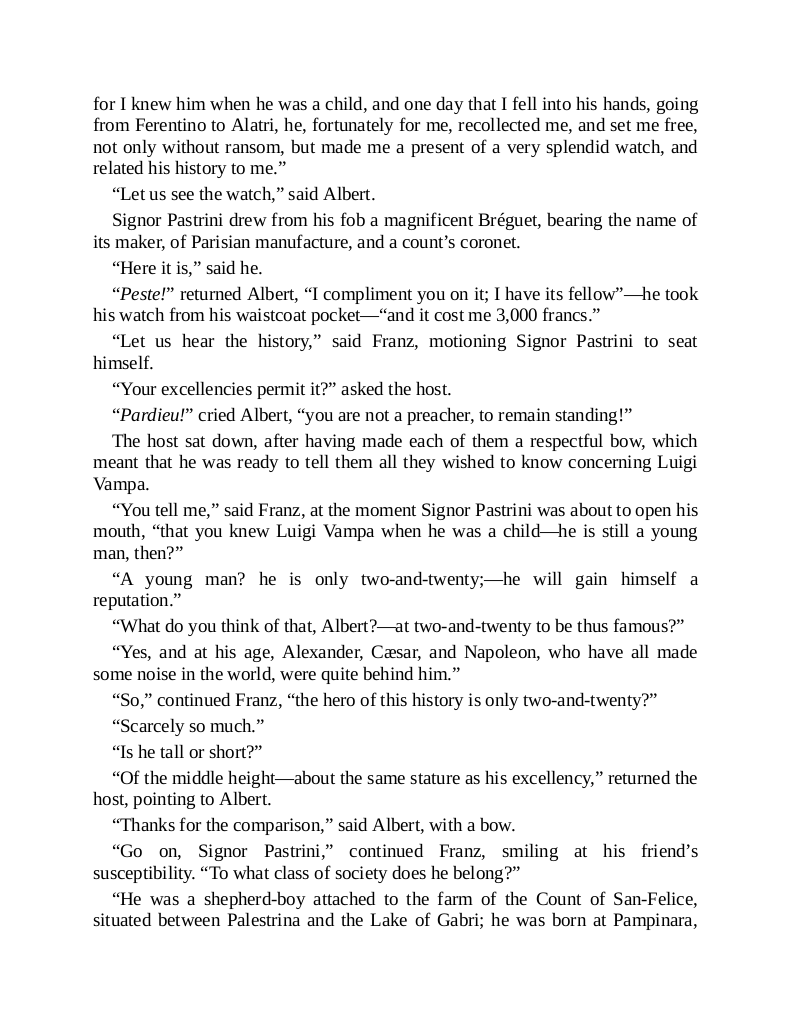 for I knew him when he was a child, and one day that I fell into his hands, going
from Ferentino to Alatri, he, fortunately for me, recollected me, and set me free,
not only without ransom, but made me a present of a very splendid watch, and
related his history to me.”
“Let us see the watch,” said Albert.
Signor Pastrini drew from his fob a magnificent Bréguet, bearing the name of
its maker, of Parisian manufacture, and a count’s coronet.
“Here it is,” said he.
“Peste!” returned Albert, “I compliment you on it; I have its fellow”—he took
his watch from his waistcoat pocket—“and it cost me 3,000 francs.”
“Let us hear the history,” said Franz, motioning Signor Pastrini to seat
himself.
“Your excellencies permit it?” asked the host.
“Pardieu!” cried Albert, “you are not a preacher, to remain standing!”
The host sat down, after having made each of them a respectful bow, which
meant that he was ready to tell them all they wished to know concerning Luigi
Vampa.
“You tell me,” said Franz, at the moment Signor Pastrini was about to open his
mouth, “that you knew Luigi Vampa when he was a child—he is still a young
man, then?”
“A young man? he is only two-and-twenty;—he will gain himself a
reputation.”
“What do you think of that, Albert?—at two-and-twenty to be thus famous?”
“Yes, and at his age, Alexander, Cæsar, and Napoleon, who have all made
some noise in the world, were quite behind him.”
“So,” continued Franz, “the hero of this history is only two-and-twenty?”
“Scarcely so much.”
“Is he tall or short?”
“Of the middle height—about the same stature as his excellency,” returned the
host, pointing to Albert.
“Thanks for the comparison,” said Albert, with a bow.
“Go on, Signor Pastrini,” continued Franz, smiling at his friend’s
susceptibility. “To what class of society does he belong?”
“He was a shepherd-boy attached to the farm of the Count of San-Felice,
situated between Palestrina and the Lake of Gabri; he was born at Pampinara,